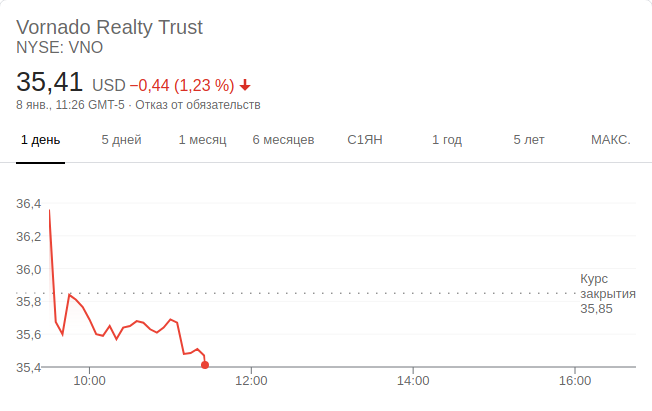 Vornado Realty Trust
NYSE: VNO
35,41 USD −0,44 (1,23 %)
8 янв., 11:26 GMT-5 · Отказ от обязательств
1 день 5 дней 1 месяц 6 месяцев С1ЯН 1 год 5 лет МАКС.
36,4
36,2
36,0
35,8
35,6
35,4
Курс
закрытия
35,85
10:00 12:00 14:00 16:00